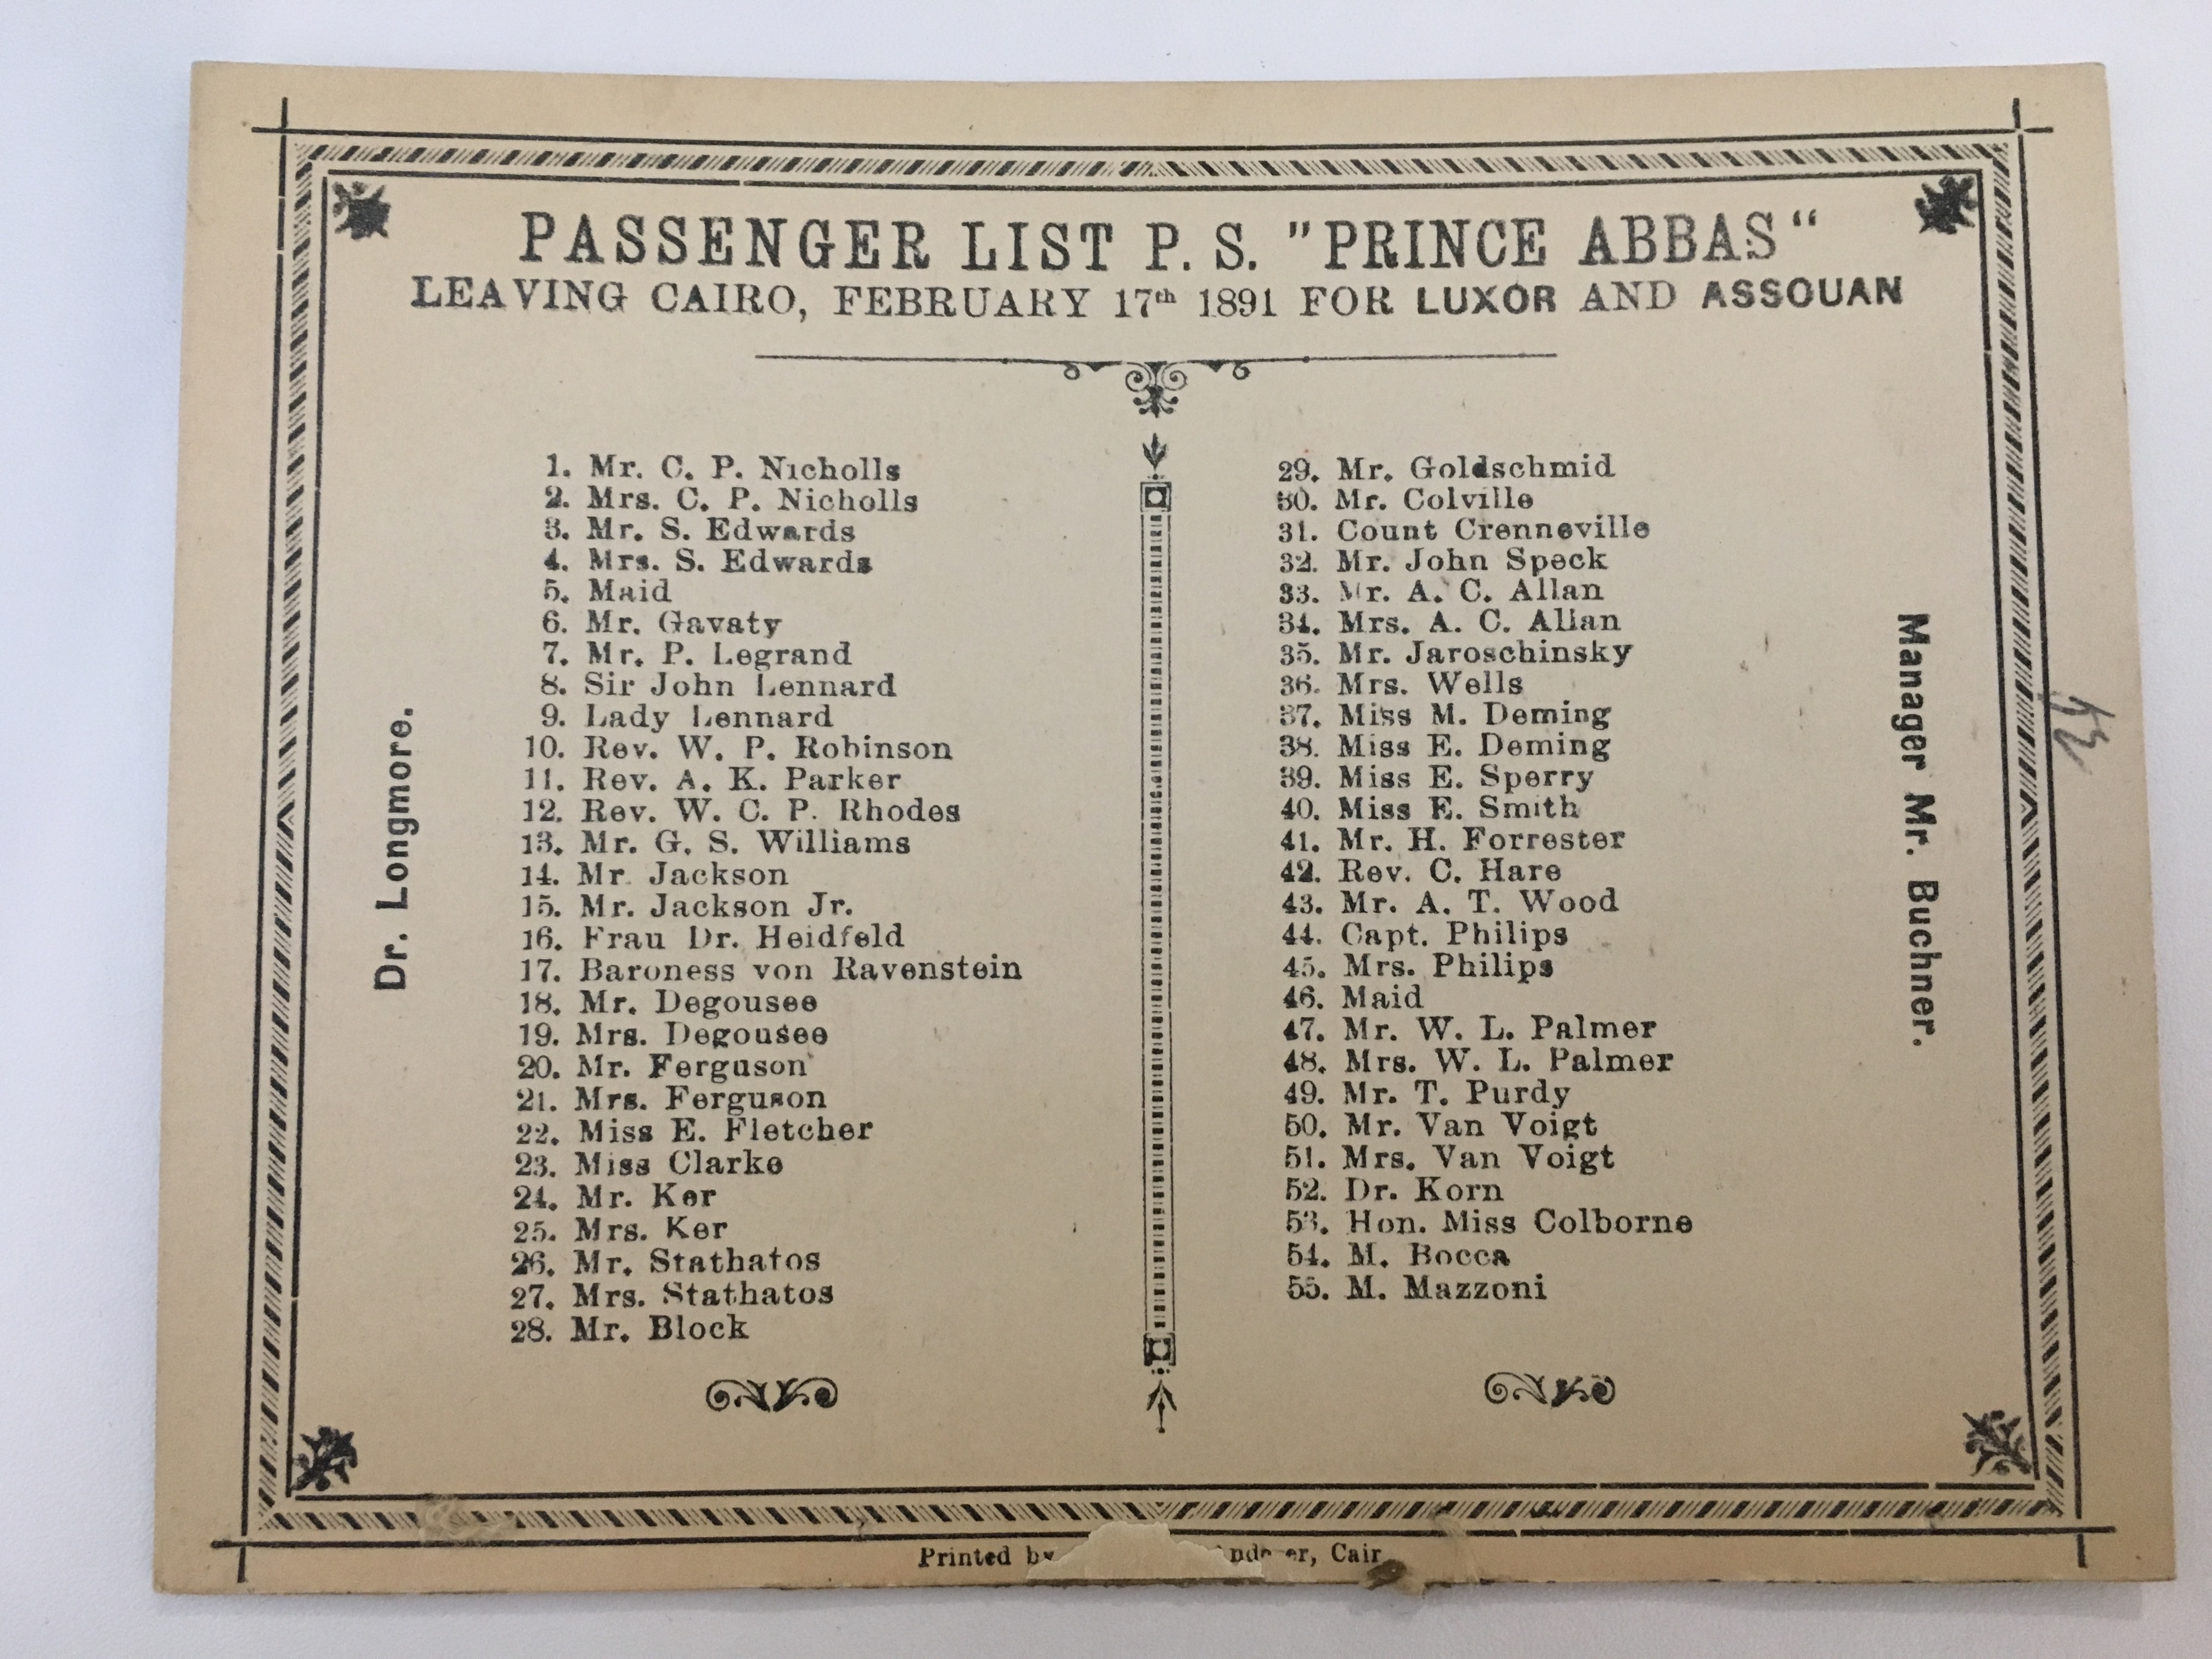 PASSENGER LIST P. S. "PRINCE ABBAS"
LEAVING CAIRO, FEBRUARY 17th 1891 FOR LUXOR AND ASSOUAN
Dr. Longmore.
1. Mr. C. P. Nicholls
2. Mrs. C. P. Nicholls
3. Mr. S. Edwards
4. Mrs. S. Edwards
5. Maid
6. Mr. Gavaty
7. Mr. P. Legrand
8. Sir John Lennard
9. Lady Lennard
10. Rev. W. P. Robinson
11. Rev. A. K. Parker
12. Rev. W. C. P. Rhodes
13. Mr. G. S. Williams
14. Mr. Jackson
15. Mr. Jackson Jr.
16. Frau Dr. Heidfeld
17. Baroness von Ravenstein
18. Mr. Degousee
19. Mrs. Degousee
20. Mr. Ferguson
21. Mrs. Ferguson
22. Miss E. Fletcher
23. Miss Clarke
24. Mr. Ker
25. Mrs. Ker
26. Mr. Stathatos
27. Mrs. Stathatos
28. Mr. Block
29. Mr. Goldschmid
30. Mr. Colville
31. Count Crenneville
32. Mr. John Speck
33. Mr. A. C. Allan
34. Mrs. A. C. Allan
35. Mr. Jaroschinsky
36. Mrs. Wells
37. Miss M. Deming
38. Miss E. Deming
39. Miss E. Sperry
40. Miss E. Smith
41. Mr. H. Forrester
42. Rev. C. Hare
43. Mr. A. T. Wood
44. Capt. Philips
45. Mrs. Philips
46. Maid
47. Mr. W. L. Palmer
48. Mrs. W. L. Palmer
49. Mr. T. Purdy
50. Mr. Van Voigt
51. Mrs. Van Voigt
52. Dr. Korn
53. Hon. Miss Colborne
54. M. Bocca
55. M. Mazzoni
Manager Mr. Buchner.
Printed by